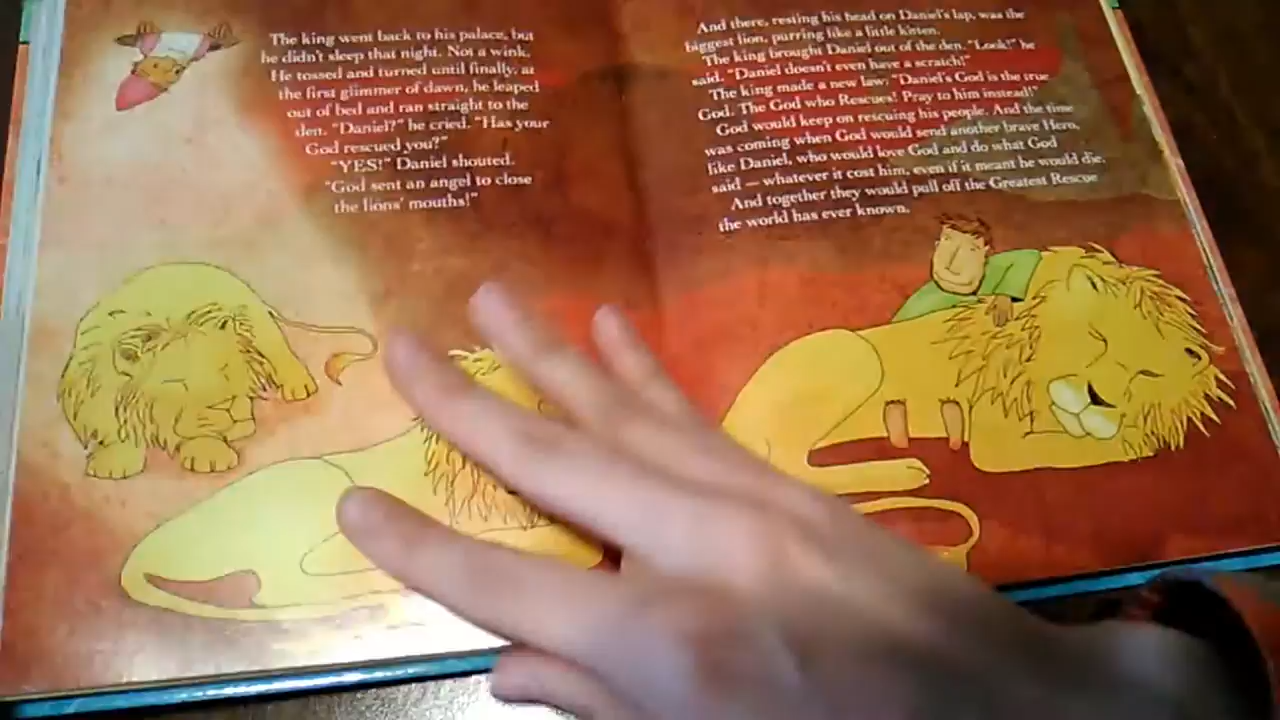 The king went back to his palace, but
he didn't sleep that night. Not a wink.
He tossed and turned until finally, at
the first glimmer of dawn, he leaped
out of bed and ran straight to the
den. "Daniel?" he cried. "Has your
God rescued you?"
"YES!" Daniel shouted.
"God sent an angel to close
the lions' mouths!"
And there, resting his head on Daniel's lap, was the
biggest lion, purring like a little kitten.
The king brought Daniel out of the den. "Look!" he
said. "Daniel doesn't even have a scratch!"
The king made a new law: "Daniel's God is the true
God. The God who Rescues! Pray to him instead!"
God would keep on rescuing his people. And the time
was coming when God would send another brave Hero,
like Daniel, who would love God and do what God
said — whatever it cost him, even if it meant he would die.
And together they would pull off the Greatest Rescue
the world has ever known.